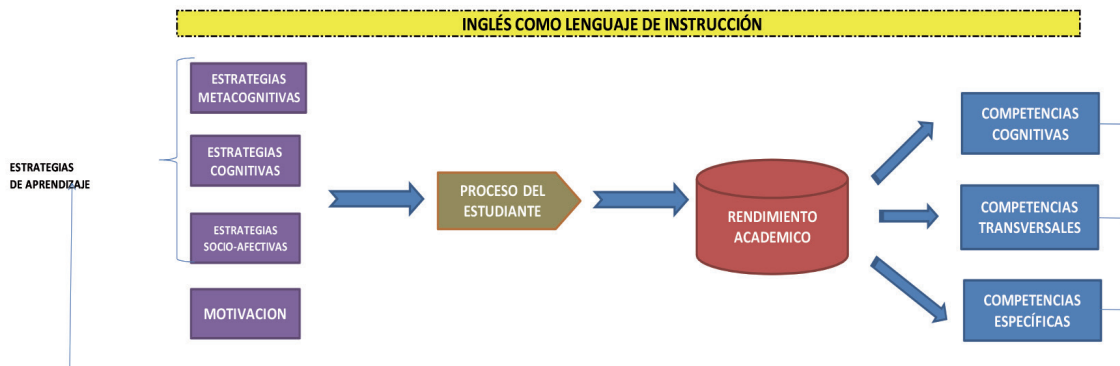 INGLÉS COMO LENGUAJE DE INSTRUCCIÓN
ESTRATEGIAS
DE APRENDIZAJE
ESTRATEGIAS
METACOGNITIVAS
ESTRATEGIAS
COGNITIVAS
ESTRATEGIAS
SOCIO-AFECTIVAS
MOTIVACION
PROCESO DEL
ESTUDIANTE
RENDIMIENTO
ACADEMICO
COMPETENCIAS
COGNITIVAS
COMPETENCIAS
TRANSVERSALES
COMPETENCIAS
ESPECÍFICAS